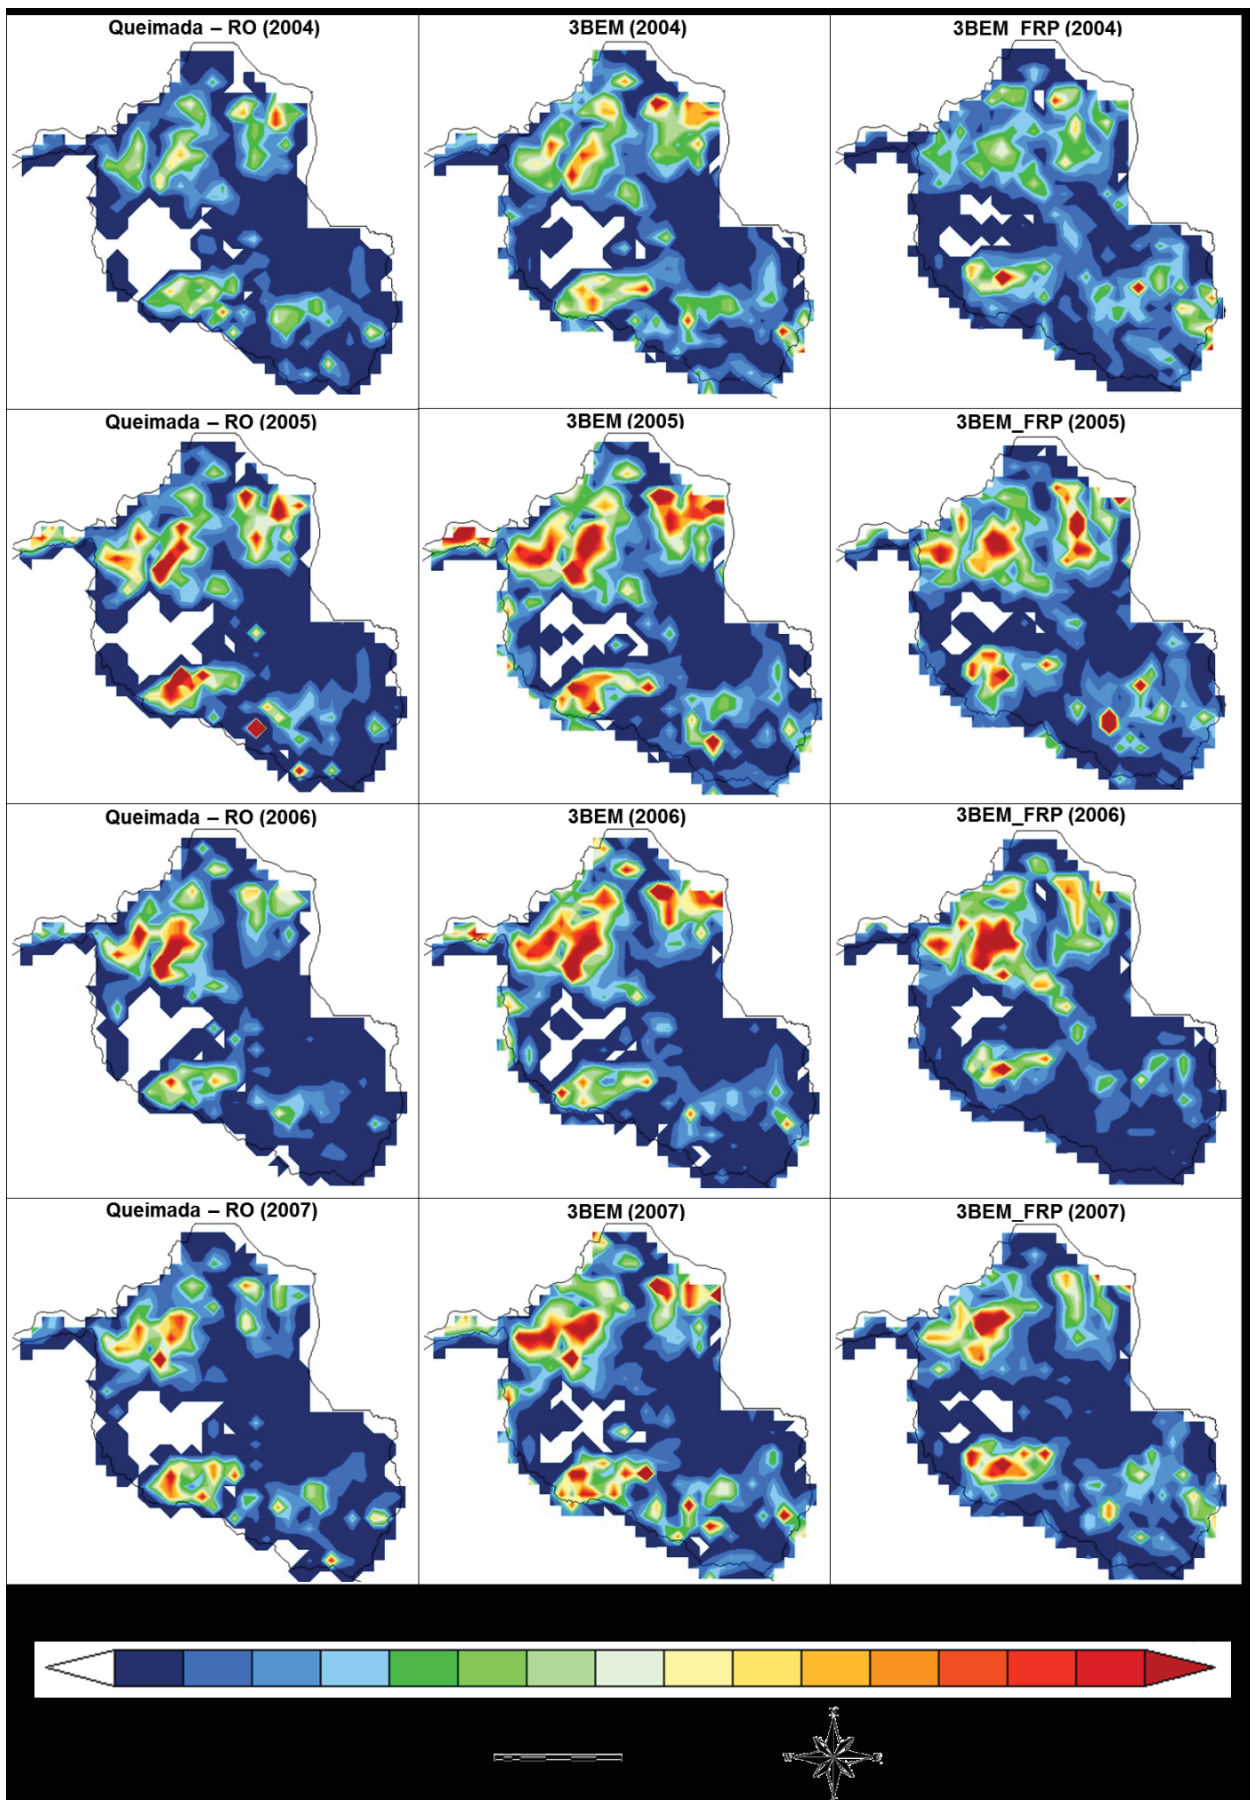 Queimada – RO (2004)
3BEM (2004)
3BEM_FRP (2004)
Queimada – RO (2005)
3BEM (2005)
3BEM_FRP (2005)
Queimada – RO (2006)
3BEM (2006)
3BEM_FRP (2006)
Queimada – RO (2007)
3BEM (2007)
3BEM_FRP (2007)